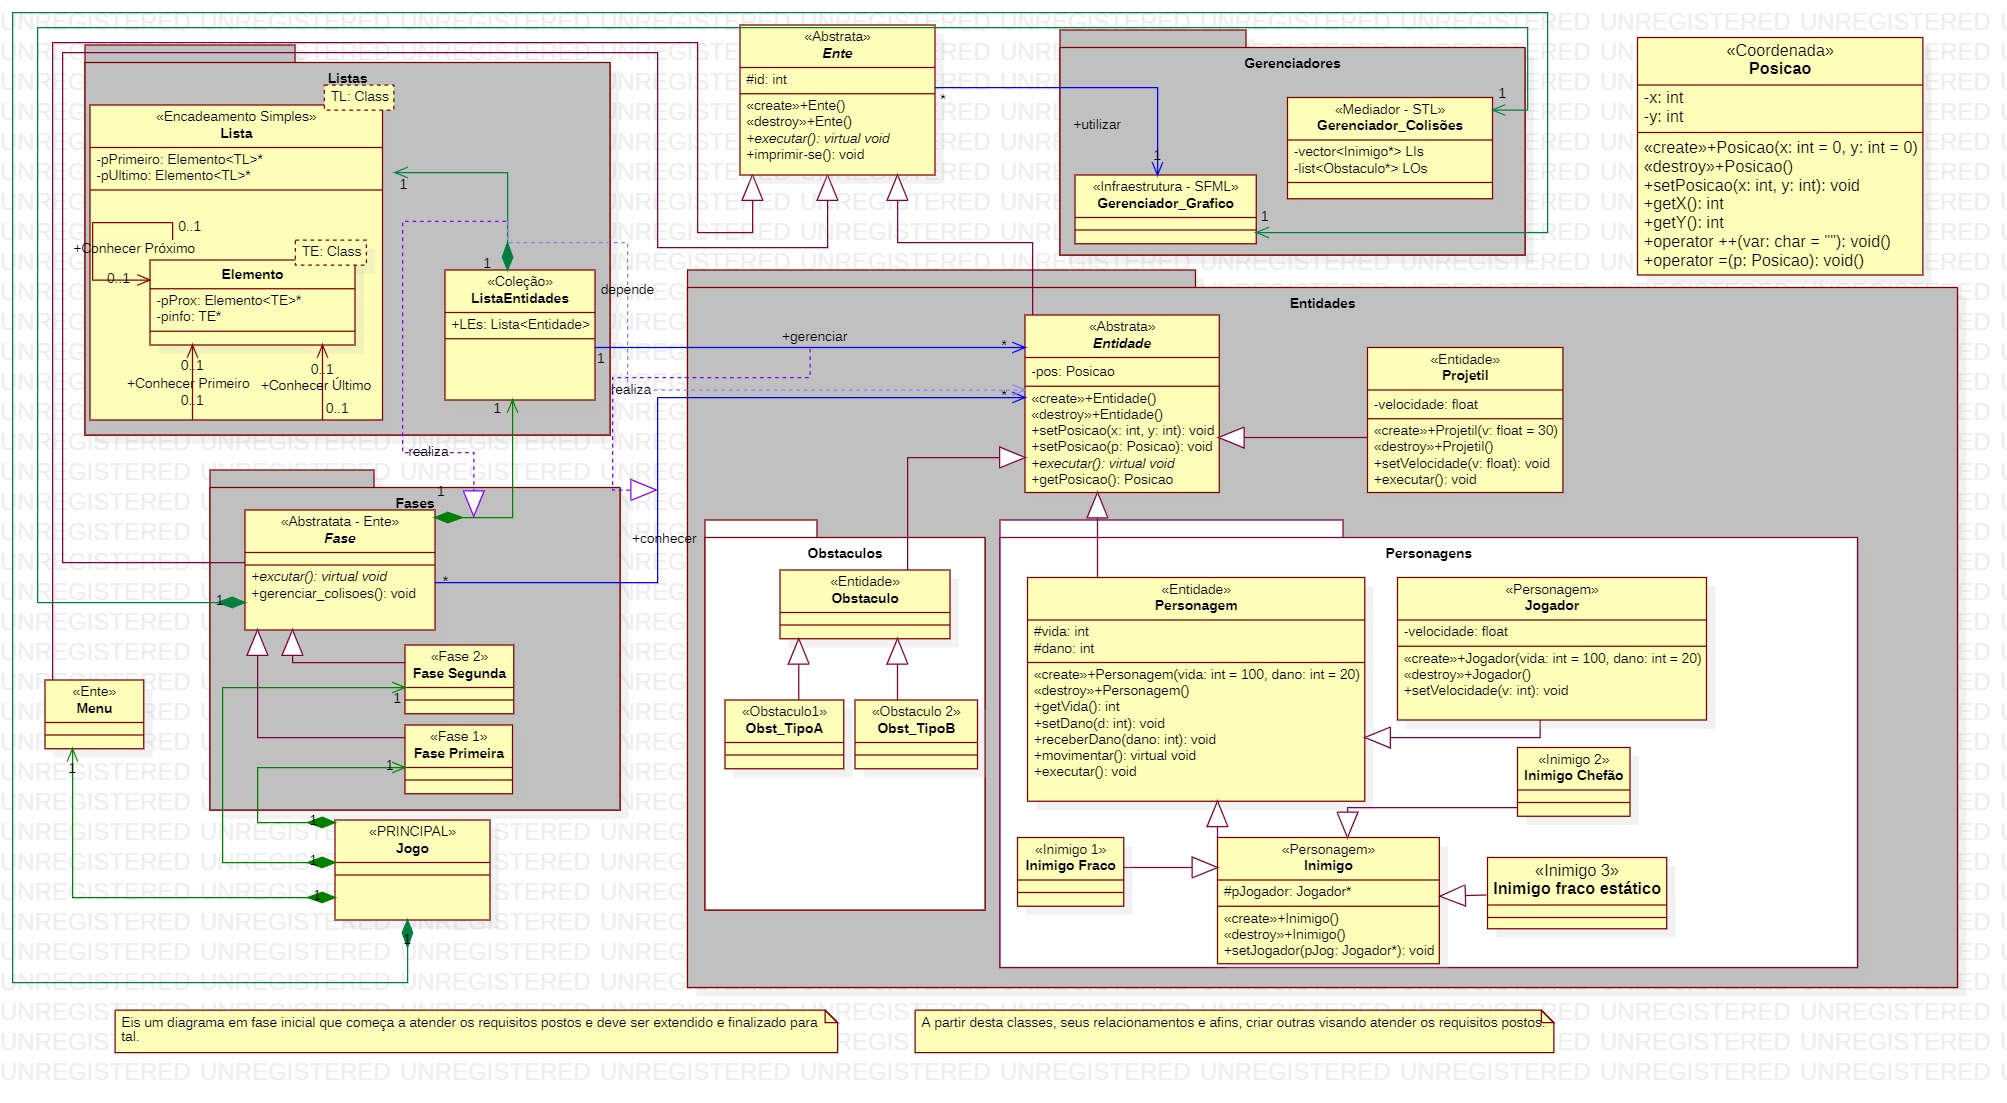 «Abstrata»
Ente
#id: int
«create»+Ente()
«destroy»+Ente()
+executar(): virtual void
+imprimir-se(): void
*
Gerenciadores
+utilizar
1
«Mediador - STL»
Gerenciador_Colisões
-vector<Inimigo*> LIs
-list<Obstaculo*> LOs
1
«Infraestrutura - SFML»
Gerenciador_Grafico
1
«Coordenada»
Posicao
-x: int
-y: int
«create»+Posicao(x: int = 0, y: int = 0)
«destroy»+Posicao()
+setPosicao(x: int, y: int): void
+getX(): int
+getY(): int
+operator ++(var: char = ""): void()
+operator =(p: Posicao): void()
Listas
TL: Class
«Encadeamento Simples»
Lista
-pPrimeiro: Elemento<TL>*
-pUltimo: Elemento<TL>*
1
0..1
+Conhecer Próximo
0..1
TE: Class
Elemento
-pProx: Elemento<TE>*
-pinfo: TE*
0..1
+Conhecer Primeiro
0..1
0..1
+Conhecer Último
0..1
1
«Coleção»
ListaEntidades
+LEs: Lista<Entidade>
1
1
depende
+gerenciar
*
realiza
*
realiza
Fases
1
«Abstratata - Ente»
Fase
+excutar(): virtual void
+gerenciar_colisoes(): void
1
*
+conhecer
«Fase 2»
Fase Segunda
1
«Fase 1»
Fase Primeira
1
«Ente»
Menu
1
«PRINCIPAL»
Jogo
1
1
1
1
Entidades
«Abstrata»
Entidade
-pos: Posicao
«create»+Entidade()
«destroy»+Entidade()
+setPosicao(x: int, y: int): void
+setPosicao(p: Posicao): void
+executar(): virtual void
+getPosicao(): Posicao
«Entidade»
Projetil
-velocidade: float
«create»+Projetil(v: float = 30)
«destroy»+Projetil()
+setVelocidade(v: float): void
+executar(): void
Obstaculos
«Entidade»
Obstaculo
«Obstaculo1»
Obst_TipoA
«Obstaculo 2»
Obst_TipoB
Personagens
«Entidade»
Personagem
#vida: int
#dano: int
«create»+Personagem(vida: int = 100, dano: int = 20)
«destroy»+Personagem()
+getVida(): int
+setDano(d: int): void
+receberDano(dano: int): void
+movimentar(): virtual void
+executar(): void
«Personagem»
Jogador
-velocidade: float
«create»+Jogador(vida: int = 100, dano: int = 20)
«destroy»+Jogador()
+setVelocidade(v: int): void
«Inimigo 2»
Inimigo Chefão
«Inimigo 1»
Inimigo Fraco
«Personagem»
Inimigo
#pJogador: Jogador*
«create»+Inimigo()
«destroy»+Inimigo()
+setJogador(pJog: Jogador*): void
«Inimigo 3»
Inimigo fraco estático
Eis um diagrama em fase inicial que começa a atender os requisitos postos e deve ser extendido e finalizado para
tal.
A partir desta classes, seus relacionamentos e afins, criar outras visando atender os requisitos postos.
UNREGISTERED